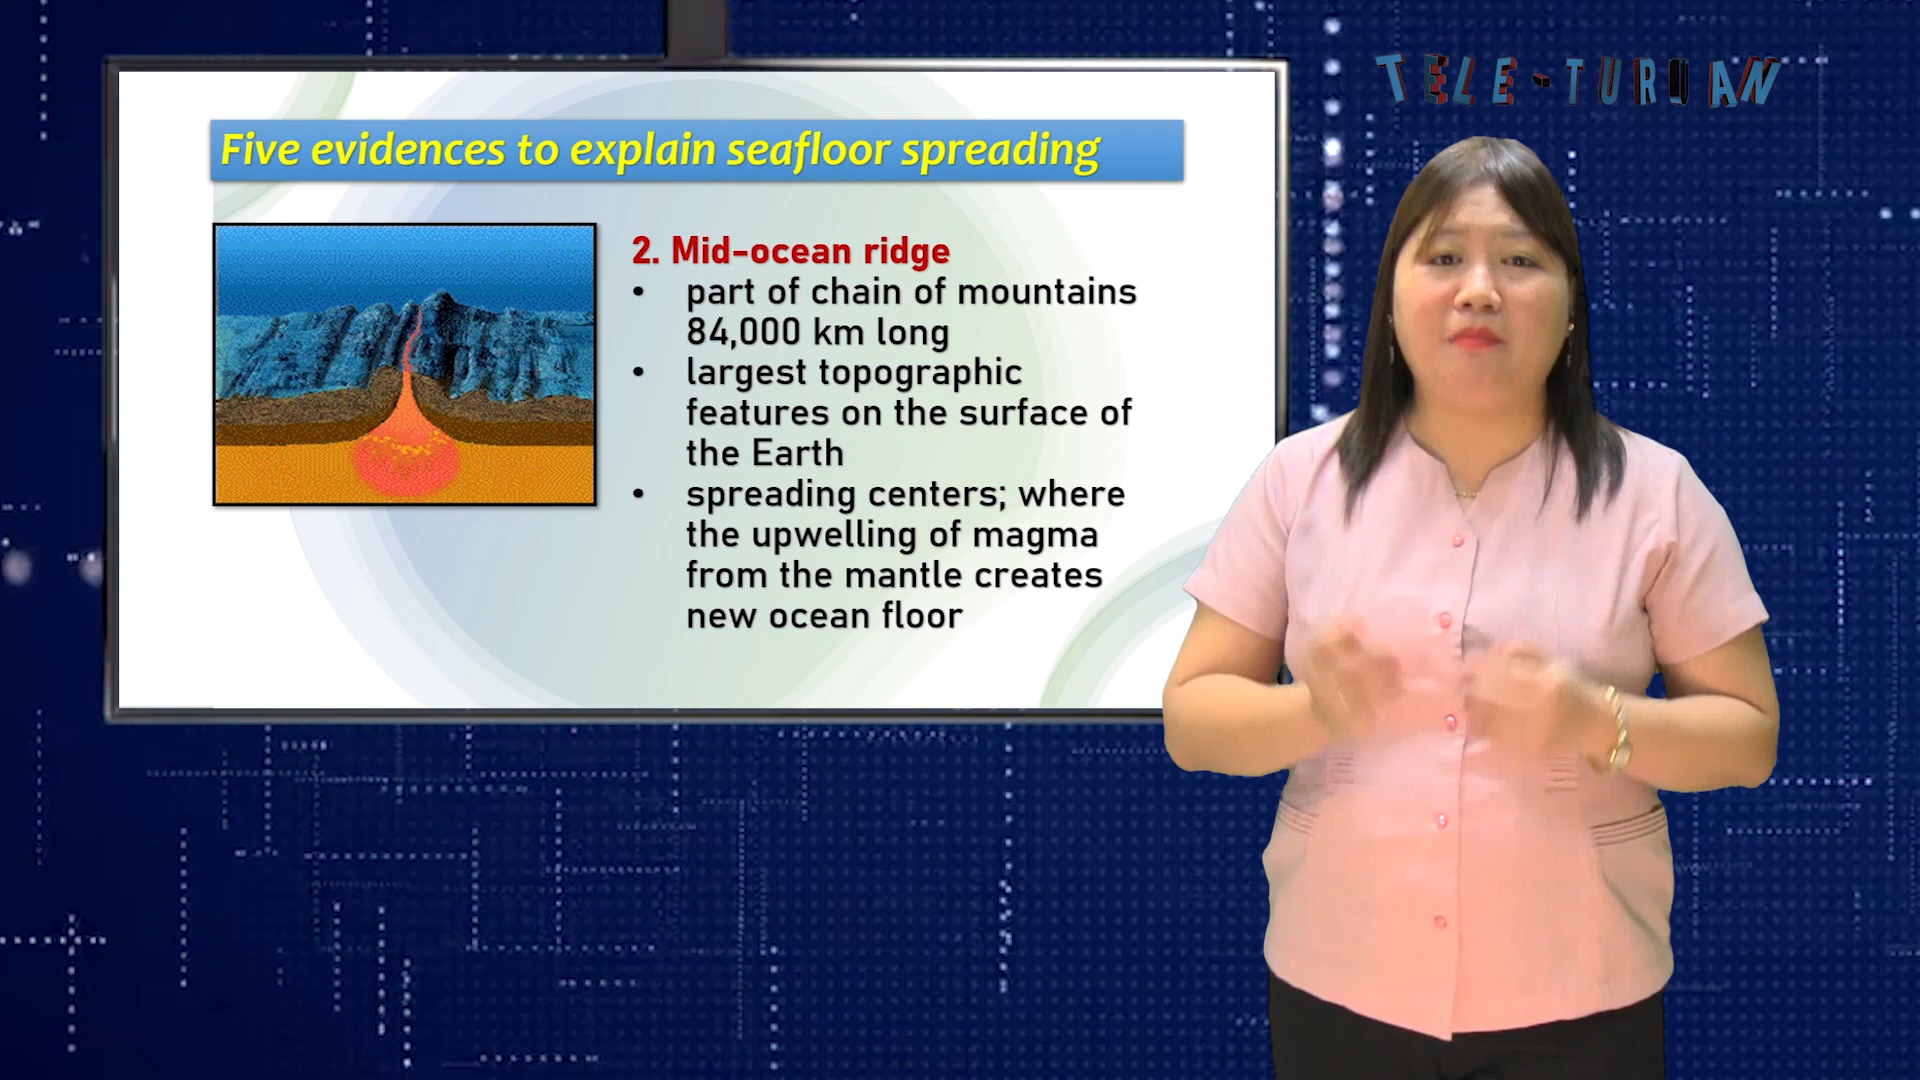 TELE-TURUAN
Five evidences to explain seafloor spreading
2. Mid-ocean ridge
• part of chain of mountains
84,000 km long
• largest topographic
features on the surface of
the Earth
• spreading centers; where
the upwelling of magma
from the mantle creates
new ocean floor